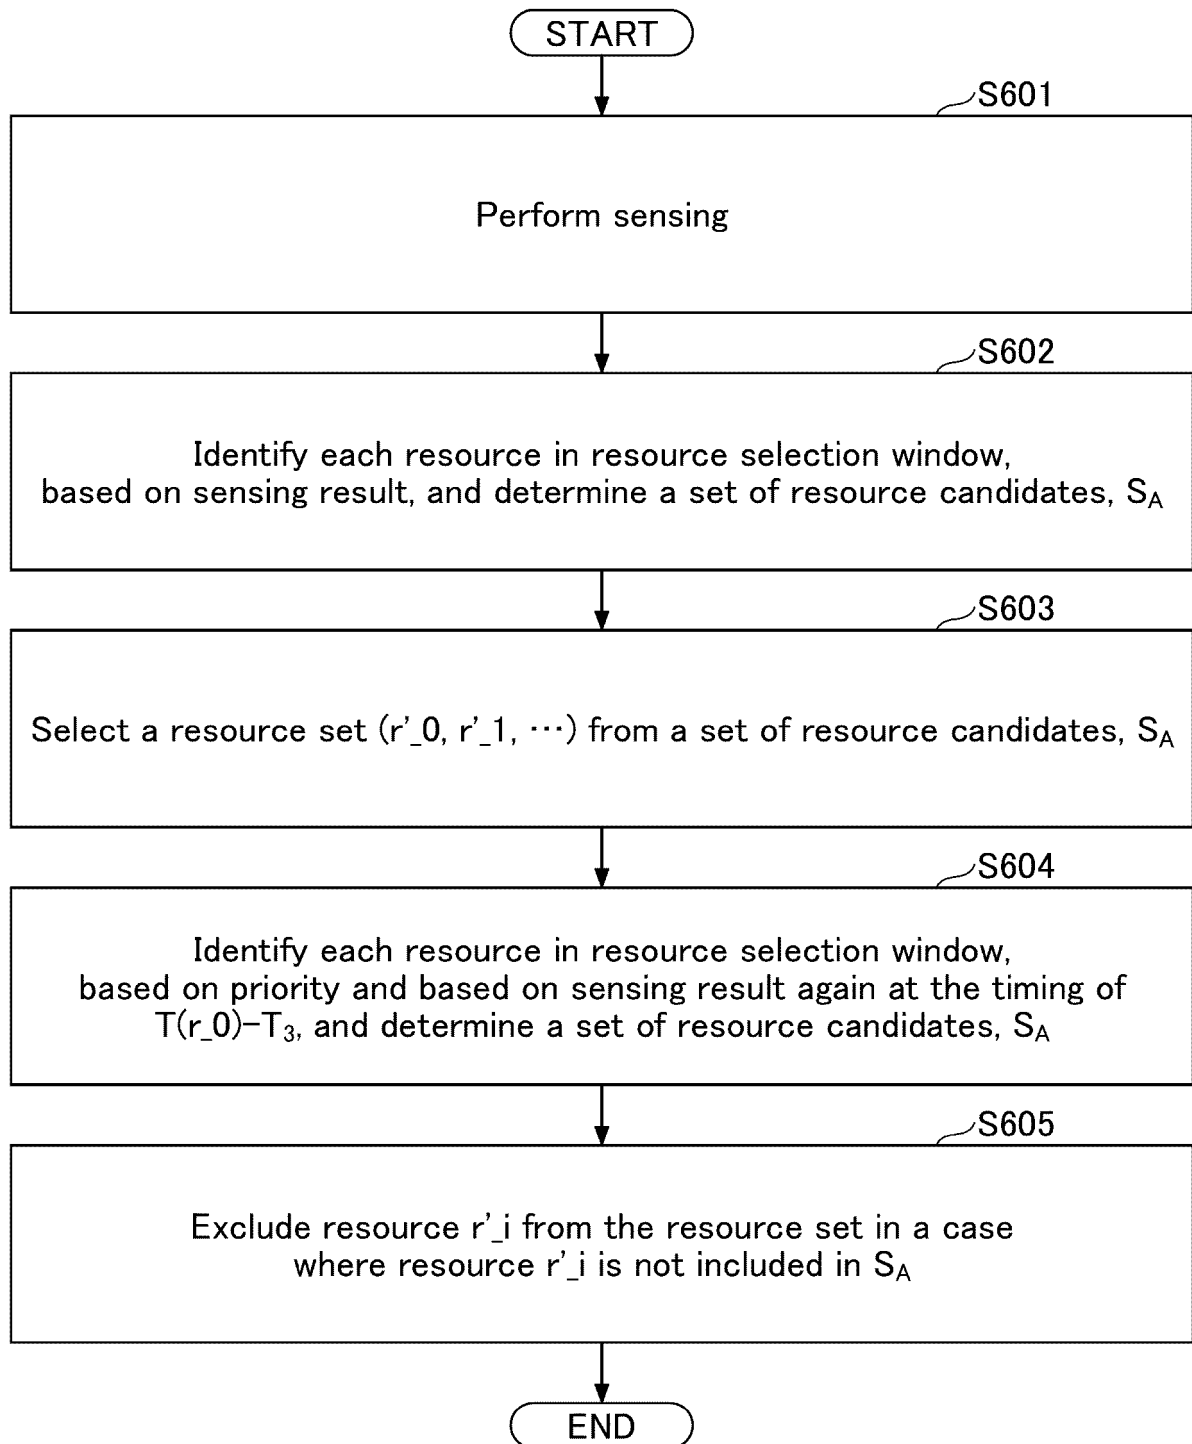 START
S601
Perform sensing
S602
Identify each resource in resource selection window,
based on sensing result, and determine a set of resource candidates, S_A
S603
Select a resource set (r'_0, r'_1, ⋯) from a set of resource candidates, S_A
S604
Identify each resource in resource selection window,
based on priority and based on sensing result again at the timing of
T(r_0)−T₃, and determine a set of resource candidates, S_A
S605
Exclude resource r'_i from the resource set in a case
where resource r'_i is not included in S_A
END